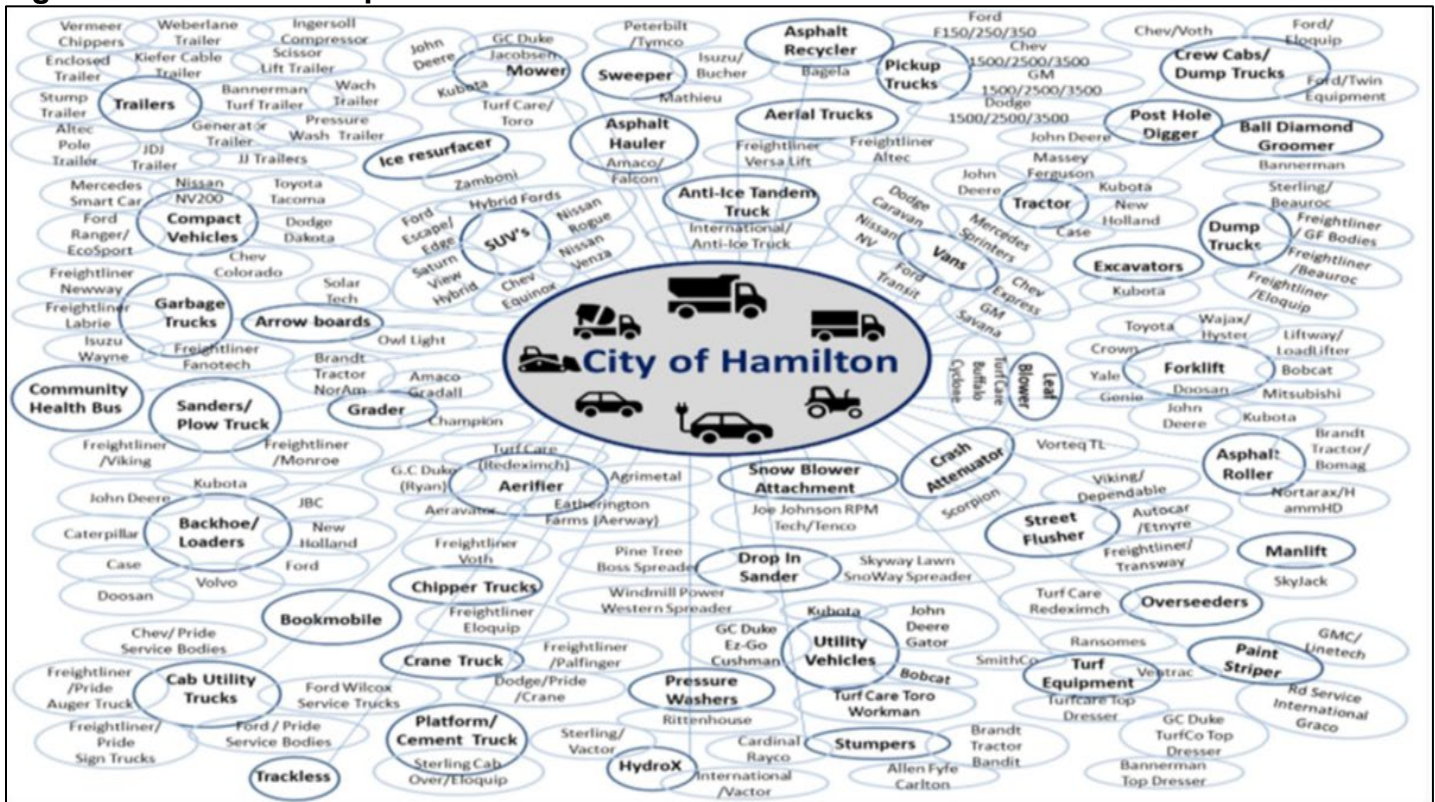 Vermeer
Chippers
Weberlane
Trailer
Ingersoll
Compressor
Enclosed
Trailer
Kiefer Cable
Trailer
Scissor
Lift Trailer
Stump
Trailer
Trailers
Bannerman
Turf Trailer
Wach
Trailer
Altec
Pole
Trailer
JDJ
Trailer
Generator
Trailer
Pressure
Wash Trailer
JJ Trailers
John
Deere
GC Duke
Jacobsen
Mower
Kubota
Turf Care/
Toro
Peterbilt
/Tymco
Sweeper
Isuzu/
Bucher
Mathieu
Asphalt
Recycler
Bagela
Ford
F150/250/350
Pickup
Trucks
Chev
1500/2500/3500
GM
1500/2500/3500
Dodge
1500/2500/3500
Chev/Voth
Ford/
Eloquip
Crew Cabs/
Dump Trucks
Ford/Twin
Equipment
Ice resurfacer
Zamboni
Asphalt
Hauler
Amaco/
Falcon
Aerial Trucks
Freightliner
Versa Lift
Freightliner
Altec
John Deere
Post Hole
Digger
Ball Diamond
Groomer
Bannerman
Mercedes
Smart Car
Nissan
NV200
Toyota
Tacoma
Ford
Ranger/
EcoSport
Compact
Vehicles
Dodge
Dakota
Chev
Colorado
Hybrid Fords
Ford
Escape/
Edge
SUV's
Nissan
Rogue
Saturn
View
Hybrid
Chev
Equinox
Nissan
Venza
Anti-Ice Tandem
Truck
International/
Anti-Ice Truck
Dodge
Caravan
Nissan
NV
Vans
Mercedes
Sprinters
Ford
Transit
Chev
Express
GM
Savana
John
Deere
Massey
Ferguson
Tractor
Kubota
New
Holland
Case
Sterling/
Beauroc
Dump
Trucks
Freightliner
/ GF Bodies
Freightliner
/Beauroc
Freightliner
/Eloquip
Excavators
Kubota
Freightliner
Newway
Freightliner
Labrie
Garbage
Trucks
Isuzu
Wayne
Freightliner
Fanotech
Solar
Tech
Arrow boards
Owl Light
City of Hamilton
Toyota
Wajax/
Hyster
Liftway/
LoadLifter
Crown
Forklift
Bobcat
Yale
Genie
Doosan
Mitsubishi
John
Deere
Kubota
Leaf
Blower
Turf Care
Buffalo
Cyclone
Community
Health Bus
Sanders/
Plow Truck
Freightliner
/Viking
Freightliner
/Monroe
Brandt
Tractor
NorAm
Amaco
Gradall
Grader
Champion
Crash
Attenuator
Vorteq TL
Scorpion
Asphalt
Roller
Brandt
Tractor/
Bomag
Nortarax/H
ammHD
Turf Care
(Redeximch)
G.C Duke
(Ryan)
Aerifier
Agrimetal
Aeravator
Eatherington
Farms (Aerway)
Snow Blower
Attachment
Joe Johnson RPM
Tech/Tenco
Viking/
Dependable
Street
Flusher
Autocar
/Etnyre
Freightliner/
Transway
Manlift
SkyJack
Kubota
John Deere
JBC
Backhoe/
Loaders
Caterpillar
New
Holland
Case
Ford
Volvo
Doosan
Freightliner
Voth
Chipper Trucks
Freightliner
Eloquip
Pine Tree
Boss Spreader
Drop In
Sander
Skyway Lawn
SnoWay Spreader
Windmill Power
Western Spreader
Turf Care
Redeximch
Overseeders
Bookmobile
Crane Truck
Freightliner
/Palfinger
Dodge/Pride
/Crane
GC Duke
Ez-Go
Cushman
Kubota
John
Deere
Gator
Utility
Vehicles
Bobcat
Turf Care Toro
Workman
Pressure
Washers
Rittenhouse
Ransomes
SmithCo
Turf
Equipment
Ventrac
Turfcare Top
Dresser
GC Duke
TurfCo Top
Dresser
Bannerman
Top Dresser
GMC/
Linetech
Paint
Striper
Rd Service
International
Graco
Chev/ Pride
Service Bodies
Freightliner
/Pride
Auger Truck
Cab Utility
Trucks
Ford Wilcox
Service Trucks
Freightliner/
Pride
Sign Trucks
Ford / Pride
Service Bodies
Trackless
Platform/
Cement Truck
Sterling Cab
Over/Eloquip
Sterling/
Vactor
HydroX
International
/Vactor
Cardinal
Rayco
Stumpers
Brandt
Tractor
Bandit
Allen Fyfe
Carlton